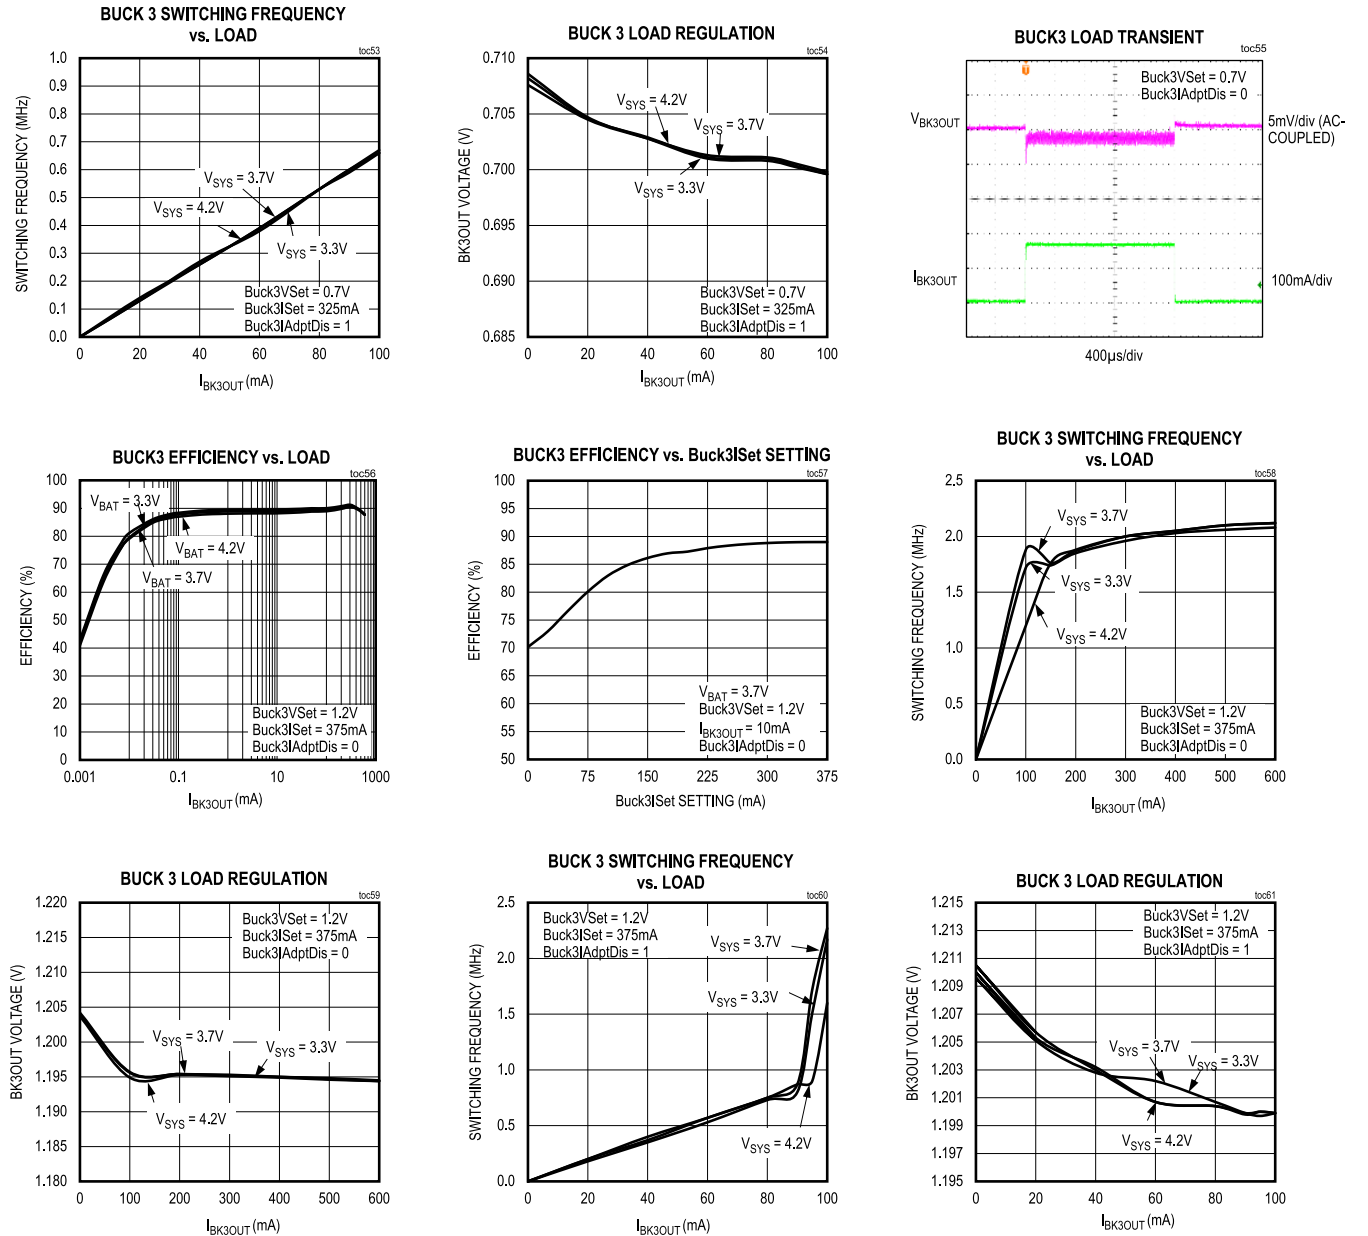 BUCK 3 SWITCHING FREQUENCY
vs. LOAD
toc53
SWITCHING FREQUENCY (MHz)
1.0
0.9
0.8
0.7
0.6
0.5
0.4
0.3
0.2
0.1
0.0
VSYS = 3.7V
VSYS = 4.2V
VSYS = 3.3V
Buck3VSet = 0.7V
Buck3ISet = 325mA
Buck3IAdptDis = 1
0 20 40 60 80 100
IBK3OUT (mA)
BUCK 3 LOAD REGULATION
toc54
BK3OUT VOLTAGE (V)
0.710
0.705
0.700
0.695
0.690
0.685
VSYS = 4.2V
VSYS = 3.7V
VSYS = 3.3V
Buck3VSet = 0.7V
Buck3ISet = 325mA
Buck3IAdptDis = 1
0 20 40 60 80 100
IBK3OUT (mA)
BUCK3 LOAD TRANSIENT
toc55
T
Buck3VSet = 0.7V
Buck3IAdptDis = 0
VBK3OUT
5mV/div (AC-
COUPLED)
IBK3OUT
100mA/div
400µs/div
BUCK3 EFFICIENCY vs. LOAD
toc56
EFFICIENCY (%)
100
90
80
70
60
50
40
30
20
10
0
VBAT = 3.3V
VBAT = 4.2V
VBAT = 3.7V
Buck3VSet = 1.2V
Buck3ISet = 375mA
Buck3IAdptDis = 0
0.001 0.1 10 1000
IBK3OUT (mA)
BUCK3 EFFICIENCY vs. Buck3ISet SETTING
toc57
EFFICIENCY (%)
100
95
90
85
80
75
70
65
60
55
50
VBAT = 3.7V
Buck3VSet = 1.2V
IBK3OUT = 10mA
Buck3IAdptDis = 0
0 75 150 225 300 375
Buck3ISet SETTING (mA)
BUCK 3 SWITCHING FREQUENCY
vs. LOAD
toc58
SWITCHING FREQUENCY (MHz)
2.5
2.0
1.5
1.0
0.5
0.0
VSYS = 3.7V
VSYS = 3.3V
VSYS = 4.2V
Buck3VSet = 1.2V
Buck3ISet = 375mA
Buck3IAdptDis = 0
0 100 200 300 400 500 600
IBK3OUT (mA)
BUCK 3 LOAD REGULATION
toc59
BK3OUT VOLTAGE (V)
1.220
1.215
1.210
1.205
1.200
1.195
1.190
1.185
1.180
Buck3VSet = 1.2V
Buck3ISet = 375mA
Buck3IAdptDis = 0
VSYS = 3.7V
VSYS = 3.3V
VSYS = 4.2V
0 100 200 300 400 500 600
IBK3OUT (mA)
BUCK 3 SWITCHING FREQUENCY
vs. LOAD
toc60
SWITCHING FREQUENCY (MHz)
2.5
2.0
1.5
1.0
0.5
0.0
Buck3VSet = 1.2V
Buck3ISet = 375mA
Buck3IAdptDis = 1
VSYS = 3.7V
VSYS = 3.3V
VSYS = 4.2V
0 20 40 60 80 100
IBK3OUT (mA)
BUCK 3 LOAD REGULATION
toc61
BK3OUT VOLTAGE (V)
1.215
1.213
1.211
1.209
1.207
1.205
1.203
1.201
1.199
1.197
1.195
Buck3VSet = 1.2V
Buck3ISet = 375mA
Buck3IAdptDis = 1
VSYS = 3.7V
VSYS = 3.3V
VSYS = 4.2V
0 20 40 60 80 100
IBK3OUT (mA)